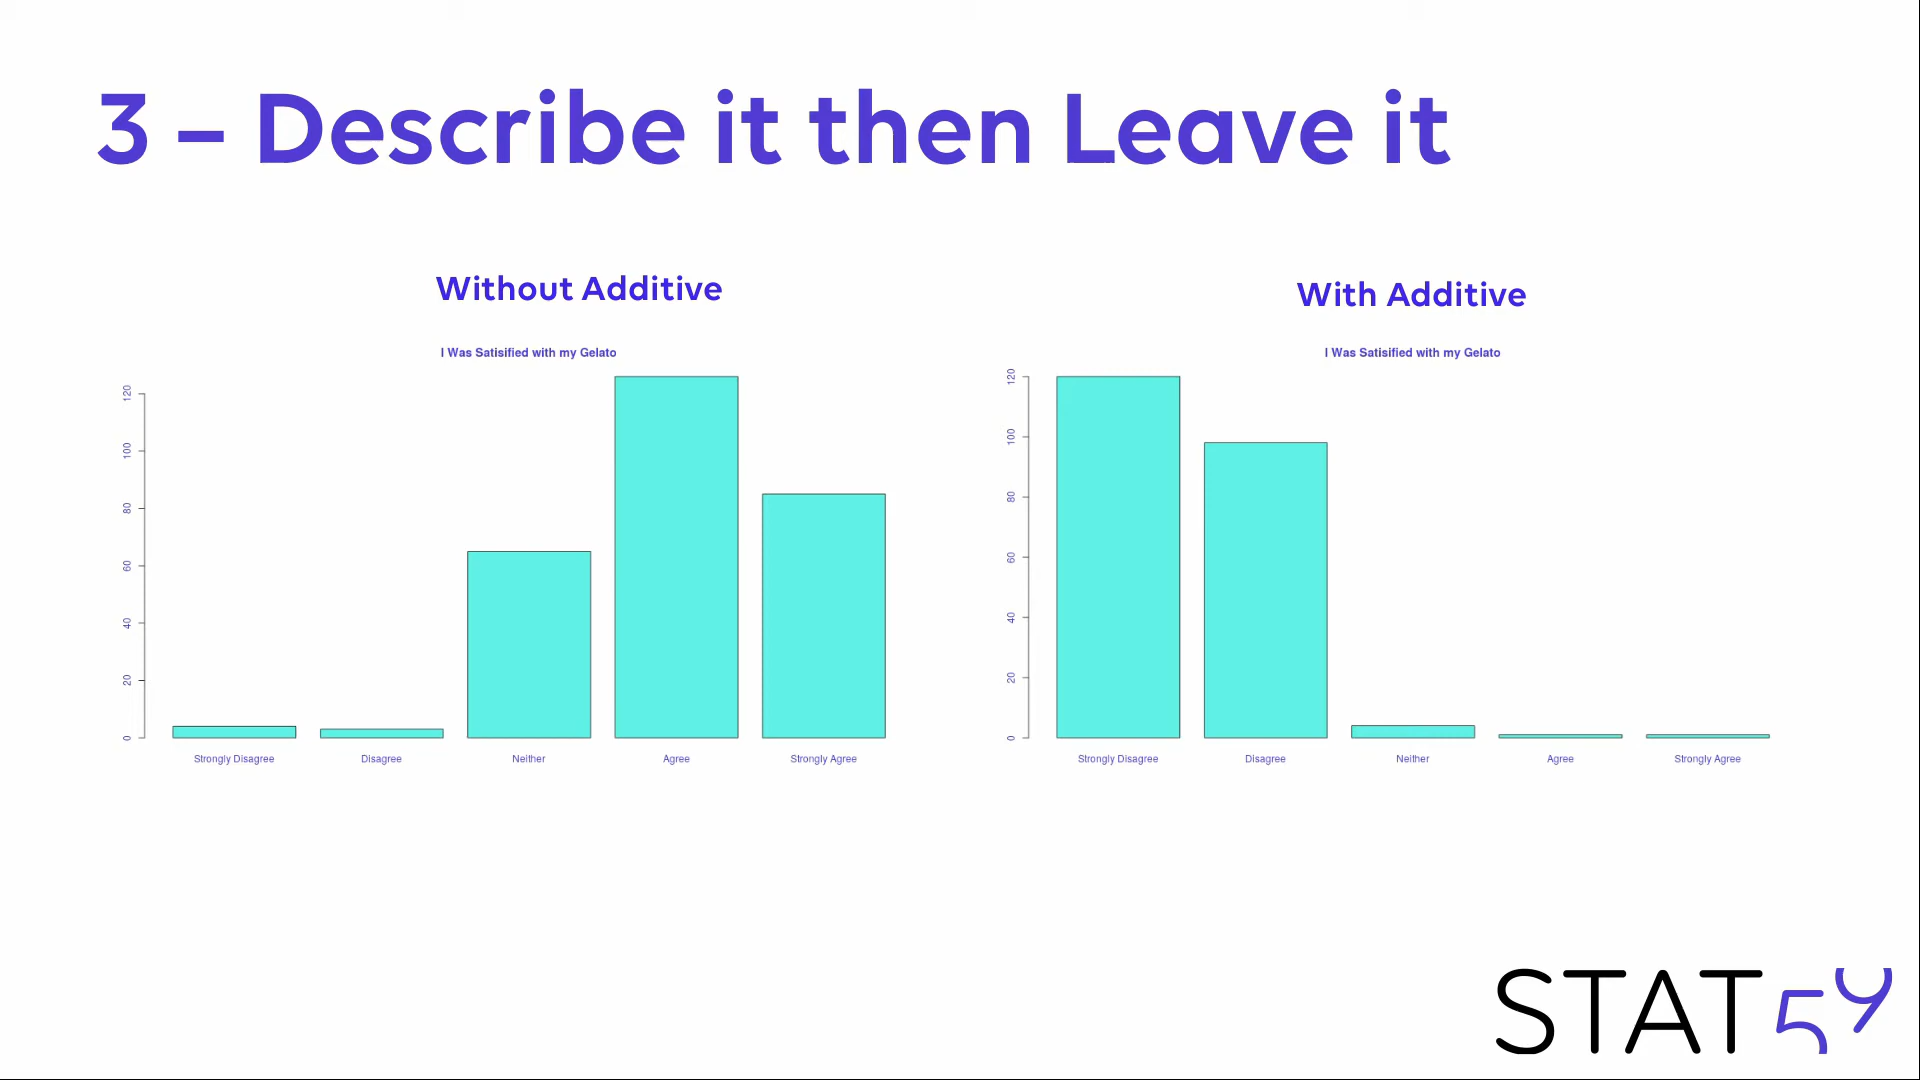 3 – Describe it then Leave it
Without Additive
I Was Satisified with my Gelato
120
100
80
60
40
20
0
Strongly Disagree Disagree Neither Agree Strongly Agree
With Additive
I Was Satisified with my Gelato
120
100
80
60
40
20
0
Strongly Disagree Disagree Neither Agree Strongly Agree
STAT59